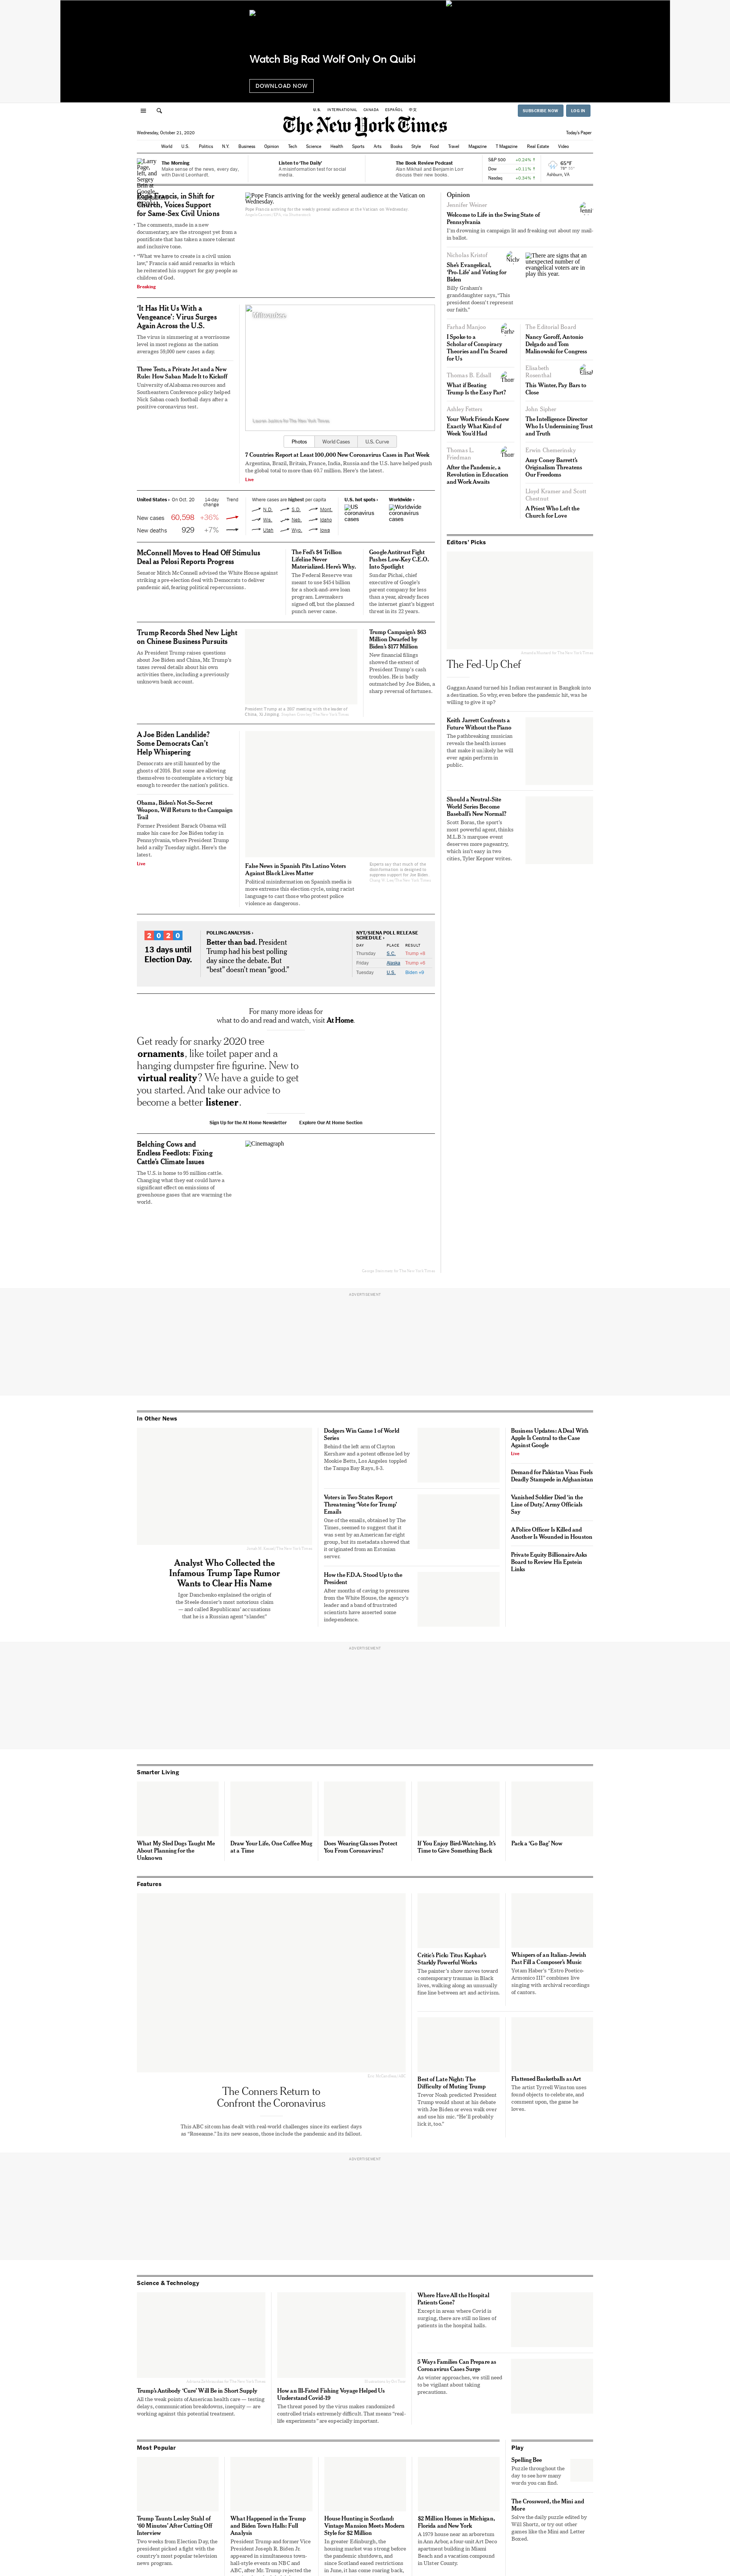 Watch Big Rad Wolf Only On Quibi
DOWNLOAD NOW
U.S. INTERNATIONAL CANADA ESPAÑOL 中文
SUBSCRIBE NOW LOG IN
The New York Times
Wednesday, October 21, 2020
Today's Paper
World U.S. Politics N.Y. Business Opinion Tech Science Health Sports Arts Books Style Food Travel Magazine T Magazine Real Estate Video
The Morning
Make sense of the news, every day, with David Leonhardt.
Listen to 'The Daily'
A misinformation test for social media.
The Book Review Podcast
Alex Mikhail and Benjamin Lorr discuss their new books.
S&P 500 +0.24% ↑
Dow +0.11% ↑
Nasdaq +0.34% ↑
65°F
Ashburn, VA
Pope Francis, in Shift for
Church, Voices Support
for Same-Sex Civil Unions
The comments, made in a new documentary, are the strongest yet from a pontificate that has taken a more tolerant and inclusive tone.
"What we have to create is a civil union law," Francis said in remarks in which he reiterated his support for gay people as children of God.
Breaking
Pope Francis arriving for the weekly general audience at the Vatican on Wednesday.
Pope Francis arriving for the weekly general audience at the Vatican on Wednesday.
'It Has Hit Us With a
Vengeance': Virus Surges
Again Across the U.S.
The virus is simmering at a worrisome level in most regions as the nation averages 59,000 new cases a day.
Three Tests, a Private Jet and a New
Rule: How Saban Made It to Kickoff
University of Alabama resources and Southeastern Conference policy helped Nick Saban coach football days after a positive coronavirus test.
Milwaukee.
Lauren Justice for The New York Times
Photos World Cases U.S. Curve
7 Countries Report at Least 100,000 New Coronavirus Cases in Past Week
Argentina, Brazil, Britain, France, India, Russia and the U.S. have helped push the global total to more than 40.7 million. Here's the latest.
Live
United States › On Oct. 20 14-day change Trend
New cases 60,598 +36%
New deaths 929 +7%
Where cases are highest per capita
N.D. S.D. Mont.
Wis. Neb. Idaho
Utah Wyo. Iowa
U.S. hot spots ›
US coronavirus cases
Worldwide ›
Worldwide coronavirus cases
McConnell Moves to Head Off Stimulus
Deal as Pelosi Reports Progress
Senator Mitch McConnell advised the White House against striking a pre-election deal with Democrats to deliver pandemic aid, fearing political repercussions.
The Fed's $4 Trillion
Lifeline Never
Materialized. Here's Why.
The Federal Reserve was meant to use $454 billion for a shock-and-awe loan program. Lawmakers signed off, but the planned punch never came.
Google Antitrust Fight
Pushes Low-Key C.E.O.
Into Spotlight
Sundar Pichai, chief executive of Google's parent company for less than a year, already faces the internet giant's biggest threat in its 22 years.
Trump Records Shed New Light
on Chinese Business Pursuits
As President Trump raises questions about Joe Biden and China, Mr. Trump's taxes reveal details about his own activities there, including a previously unknown bank account.
President Trump at a 2017 meeting with the leader of China, Xi Jinping.
Trump Campaign's $63
Million Dwarfed by
Biden's $177 Million
New financial filings showed the extent of President Trump's cash troubles. He is badly outmatched by Joe Biden, a sharp reversal of fortunes.
A Joe Biden Landslide?
Some Democrats Can't
Help Whispering
Democrats are still haunted by the ghosts of 2016. But some are allowing themselves to contemplate a victory big enough to reorder the nation's politics.
Obama, Biden's Not-So-Secret
Weapon, Will Return to the Campaign
Trail
Former President Barack Obama will make his case for Joe Biden today in Pennsylvania, where President Trump held a rally Tuesday night. Here's the latest.
Live
False News in Spanish Pits Latino Voters
Against Black Lives Matter
Political misinformation on Spanish media is more extreme this election cycle, using racist language to cast those who protest police violence as dangerous.
Experts say that much of the disinformation is designed to suppress support for Joe Biden.
2020
13 days until
Election Day.
POLLING ANALYSIS ›
Better than bad. President
Trump had his best polling
day since the debate. But
"best" doesn't mean "good."
NYT/SIENA POLL RELEASE SCHEDULE ›
DAY PLACE RESULT
Thursday S.C. Trump +8
Friday Alaska Trump +6
Tuesday U.S. Biden +9
For many more ideas for
what to do and read and watch, visit At Home.
Get ready for snarky 2020 tree
ornaments, like toilet paper and a
hanging dumpster fire figurine. New to
virtual reality? We have a guide to get
you started. And take our advice to
become a better listener.
Sign Up for the At Home Newsletter Explore Our At Home Section
Belching Cows and
Endless Feedlots: Fixing
Cattle's Climate Issues
The U.S. is home to 95 million cattle. Changing what they eat could have a significant effect on emissions of greenhouse gases that are warming the world.
Cinemagraph
Opinion
Jennifer Weiner
Welcome to Life in the Swing State of
Pennsylvania
I'm drowning in campaign lit and freaking out about my mail-in ballot.
Nicholas Kristof
She's Evangelical,
'Pro-Life' and Voting for
Biden
Billy Graham's granddaughter says, "This president doesn't represent our faith."
There are signs that an unexpected number of evangelical voters are in play this year.
Farhad Manjoo
I Spoke to a
Scholar of Conspiracy
Theories and I'm Scared
for Us
The Editorial Board
Nancy Goroff, Antonio
Delgado and Tom
Malinowski for Congress
Thomas B. Edsall
What if Beating
Trump Is the Easy Part?
Elisabeth Rosenthal
This Winter, Pay Bars to
Close
Ashley Fetters
Your Work Friends Knew
Exactly What Kind of
Week You'd Had
John Sipher
The Intelligence Director
Who Is Undermining Trust
and Truth
Thomas L. Friedman
After the Pandemic, a
Revolution in Education
and Work Awaits
Erwin Chemerinsky
Amy Coney Barrett's
Originalism Threatens
Our Freedoms
Lloyd Kramer and Scott Chestnut
A Priest Who Left the
Church for Love
Editors' Picks
The Fed-Up Chef
Gaggan Anand turned his Indian restaurant in Bangkok into a destination. So why, even before the pandemic hit, was he willing to give it up?
Keith Jarrett Confronts a
Future Without the Piano
The pathbreaking musician reveals the health issues that make it unlikely he will ever again perform in public.
Should a Neutral-Site
World Series Become
Baseball's New Normal?
Scott Boras, the sport's most powerful agent, thinks M.L.B.'s marquee event deserves more pageantry, which isn't easy in two cities, Tyler Kepner writes.
ADVERTISEMENT
In Other News
Analyst Who Collected the
Infamous Trump Tape Rumor
Wants to Clear His Name
Igor Danchenko explained the origin of the Steele dossier's most notorious claim — and called Republicans' accusations that he is a Russian agent "slander."
Dodgers Win Game 1 of World
Series
Behind the left arm of Clayton Kershaw and a potent offense led by Mookie Betts, Los Angeles toppled the Tampa Bay Rays, 8-3.
Voters in Two States Report
Threatening 'Vote for Trump'
Emails
One of the emails, obtained by The Times, seemed to suggest that it was sent by an American far-right group, but its metadata showed that it originated from an Estonian server.
How the F.D.A. Stood Up to the
President
After months of caving to pressures from the White House, the agency's leader and a band of frustrated scientists have asserted some independence.
Business Updates: A Deal With
Apple Is Central to the Case
Against Google
Live
Demand for Pakistan Visas Fuels
Deadly Stampede in Afghanistan
Vanished Soldier Died 'in the
Line of Duty,' Army Officials
Say
A Police Officer Is Killed and
Another Is Wounded in Houston
Private Equity Billionaire Asks
Board to Review His Epstein
Links
ADVERTISEMENT
Smarter Living
What My Sled Dogs Taught Me
About Planning for the
Unknown
Draw Your Life, One Coffee Mug
at a Time
Does Wearing Glasses Protect
You From Coronavirus?
If You Enjoy Bird-Watching, It's
Time to Give Something Back
Pack a 'Go Bag' Now
Features
The Conners Return to
Confront the Coronavirus
This ABC sitcom has dealt with real-world challenges since its earliest days as "Roseanne." In its new season, those include the pandemic and its fallout.
Critic's Pick: Titus Kaphar's
Starkly Powerful Works
The painter's show moves toward contemporary traumas in Black lives, walking along an unusually fine line between art and activism.
Whispers of an Italian-Jewish
Past Fill a Composer's Music
Yotam Haber's "Estro Poetico-Armonico III" combines live singing with archival recordings of cantors.
Best of Late Night: The
Difficulty of Muting Trump
Trevor Noah predicted President Trump would shout at his debate with Joe Biden or even walk over and use his mic. "He'll probably lick it, too."
Flattened Basketballs as Art
The artist Tyrrell Winston uses found objects to celebrate, and comment upon, the game he loves.
ADVERTISEMENT
Science & Technology
Trump's Antibody 'Cure' Will Be in Short Supply
All the weak points of American health care — testing delays, communication breakdowns, inequity — are working against this potential treatment.
How an Ill-Fated Fishing Voyage Helped Us
Understand Covid-19
The threat posed by the virus makes randomized controlled trials extremely difficult. That means "real-life experiments" are especially important.
Where Have All the Hospital
Patients Gone?
Except in areas where Covid is surging, there are still no lines of patients in the hospital halls.
5 Ways Families Can Prepare as
Coronavirus Cases Surge
As winter approaches, we still need to be vigilant about taking precautions.
Most Popular
Trump Taunts Lesley Stahl of
'60 Minutes' After Cutting Off
Interview
Two weeks from Election Day, the president picked a fight with the country's most popular television news program.
What Happened in the Trump
and Biden Town Halls: Full
Analysis
President Trump and former Vice President Joseph R. Biden Jr. appeared in simultaneous town-hall-style events on NBC and ABC, after Mr. Trump rejected the
House Hunting in Scotland:
Vintage Mansion Meets Modern
Style for $2 Million
In greater Edinburgh, the housing market was strong before the pandemic shutdown, and since Scotland eased restrictions in June, it has come roaring back,
$2 Million Homes in Michigan,
Florida and New York
A 1979 house near an arboretum in Ann Arbor, a four-unit Art Deco apartment building in Miami Beach and a vacation compound in Ulster County.
Play
Spelling Bee
Puzzle throughout the day to see how many words you can find.
The Crossword, the Mini and
More
Solve the daily puzzle edited by Will Shortz, or try out other games like the Mini and Letter Boxed.